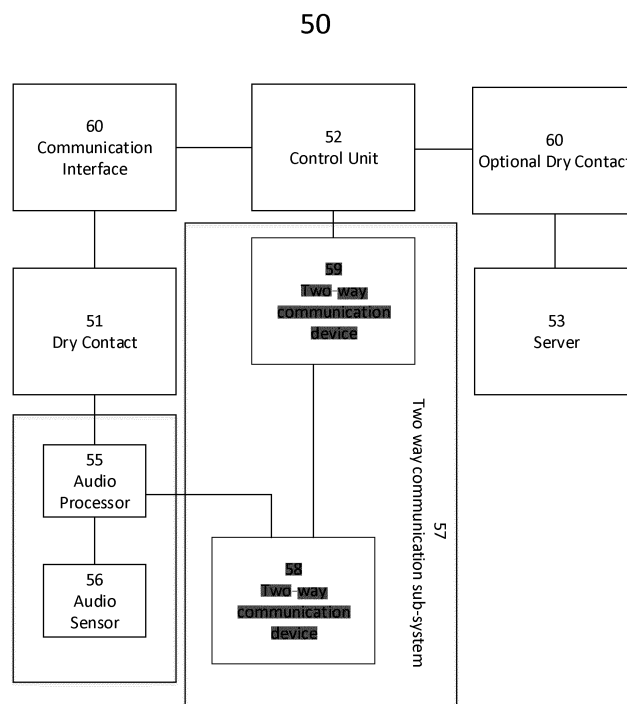 50
60
Communication
Interface
52
Control Unit
60
Optional Dry Contact
51
Dry Contact
59
Two-way
communication
device
53
Server
55
Audio
Processor
56
Audio
Sensor
58
Two-way
communication
device
57
Two way communication sub-system